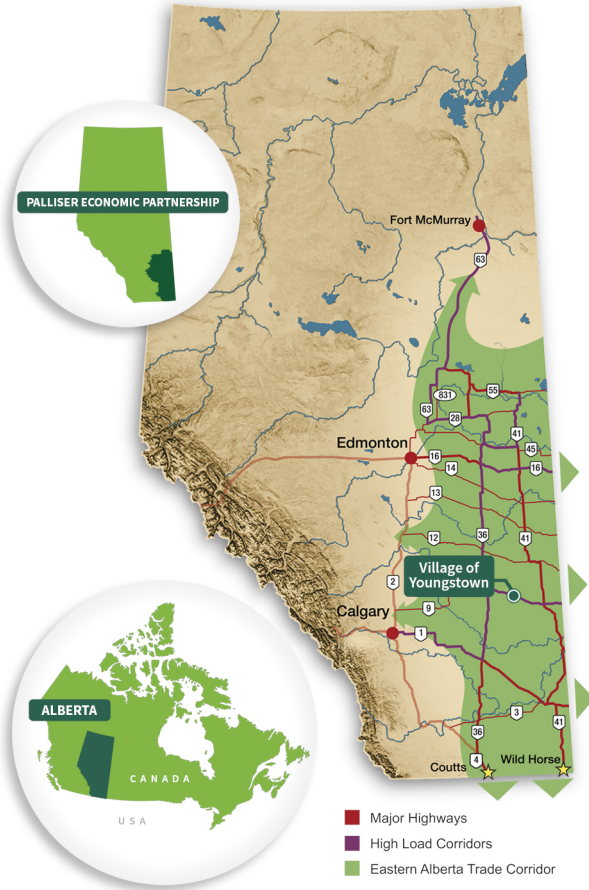 Fort McMurray
PALLISER ECONOMIC PARTNERSHIP
63
831
55
63
28
41
Edmonton
45
16
16
14
13
36
12
41
Village of
Youngstown
2
Calgary
9
1
ALBERTA
3
41
36
CANADA
4
Coutts
Wild Horse
USA
Major Highways
High Load Corridors
Eastern Alberta Trade Corridor